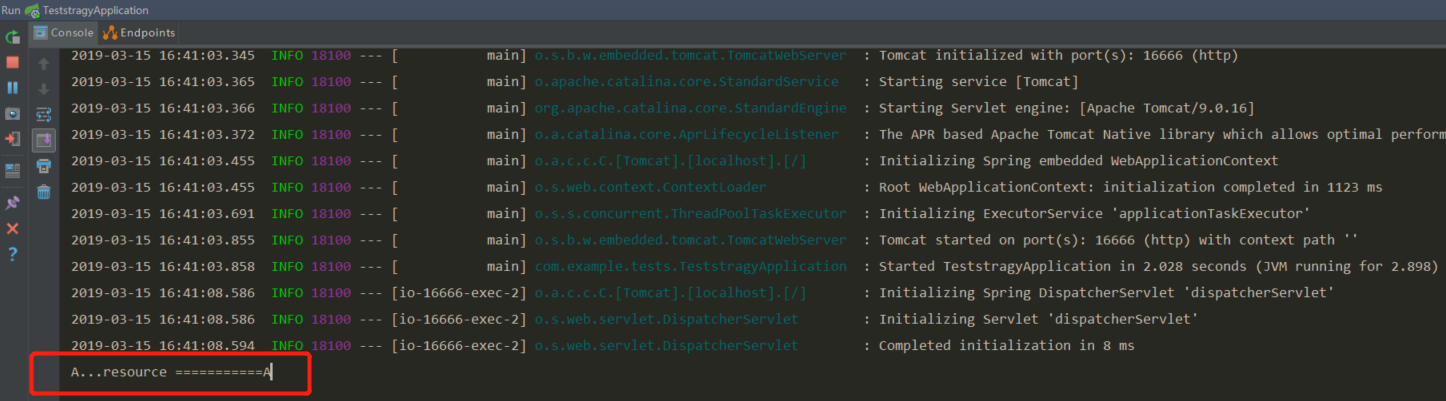 Run TeststragyApplication
Console Endpoints
2019-03-15 16:41:03.345 INFO 18100 --- [ main] o.s.b.w.embedded.tomcat.TomcatWebServer : Tomcat initialized with port(s): 16666 (http)
2019-03-15 16:41:03.365 INFO 18100 --- [ main] o.apache.catalina.core.StandardService : Starting service [Tomcat]
2019-03-15 16:41:03.366 INFO 18100 --- [ main] org.apache.catalina.core.StandardEngine : Starting Servlet engine: [Apache Tomcat/9.0.16]
2019-03-15 16:41:03.372 INFO 18100 --- [ main] o.a.catalina.core.AprLifecycleListener : The APR based Apache Tomcat Native library which allows optimal perform
2019-03-15 16:41:03.455 INFO 18100 --- [ main] o.a.c.c.C.[Tomcat].[localhost].[/] : Initializing Spring embedded WebApplicationContext
2019-03-15 16:41:03.455 INFO 18100 --- [ main] o.s.web.context.ContextLoader : Root WebApplicationContext: initialization completed in 1123 ms
2019-03-15 16:41:03.691 INFO 18100 --- [ main] o.s.s.concurrent.ThreadPoolTaskExecutor : Initializing ExecutorService 'applicationTaskExecutor'
2019-03-15 16:41:03.855 INFO 18100 --- [ main] o.s.b.w.embedded.tomcat.TomcatWebServer : Tomcat started on port(s): 16666 (http) with context path ''
2019-03-15 16:41:03.858 INFO 18100 --- [ main] com.example.tests.TeststragyApplication : Started TeststragyApplication in 2.028 seconds (JVM running for 2.898)
2019-03-15 16:41:08.586 INFO 18100 --- [io-16666-exec-2] o.a.c.c.C.[Tomcat].[localhost].[/] : Initializing Spring DispatcherServlet 'dispatcherServlet'
2019-03-15 16:41:08.586 INFO 18100 --- [io-16666-exec-2] o.s.web.servlet.DispatcherServlet : Initializing Servlet 'dispatcherServlet'
2019-03-15 16:41:08.594 INFO 18100 --- [io-16666-exec-2] o.s.web.servlet.DispatcherServlet : Completed initialization in 8 ms
A...resource ===========A